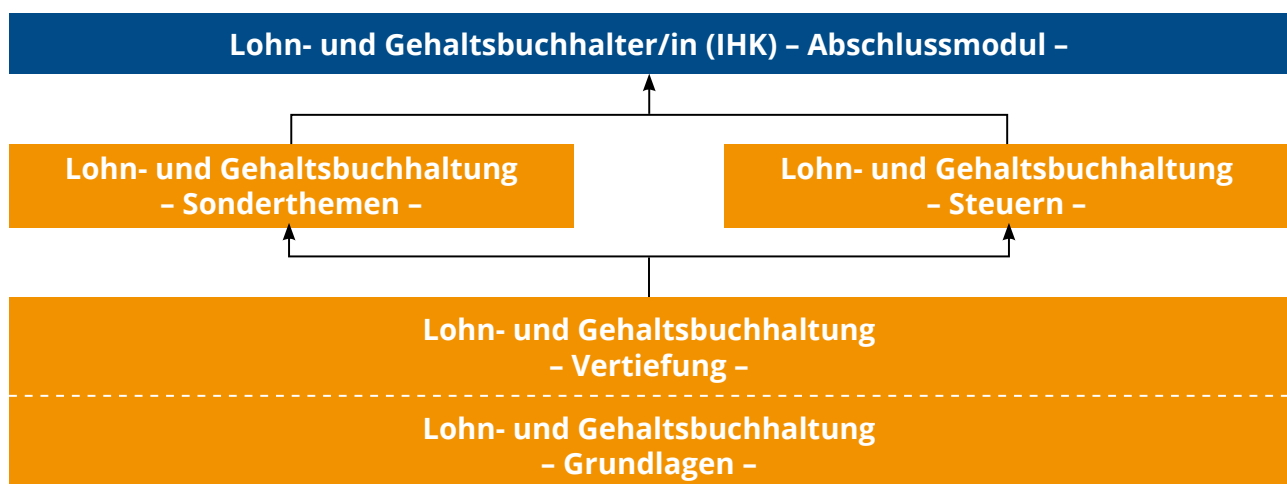 Lohn- und Gehaltsbuchhalter/in (IHK) – Abschlussmodul –
Lohn- und Gehaltsbuchhaltung
– Sonderthemen –
Lohn- und Gehaltsbuchhaltung
– Steuern –
Lohn- und Gehaltsbuchhaltung
– Vertiefung –
Lohn- und Gehaltsbuchhaltung
– Grundlagen –